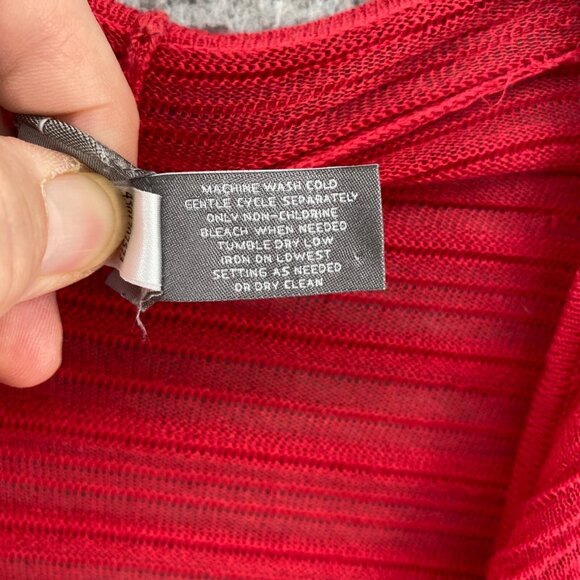 MACHINE WASH COLD
GENTLE CYCLE SEPARATELY
ONLY NON-CHLORINE
BLEACH WHEN NEEDED
TUMBLE DRY LOW
IRON ON LOWEST
SETTING AS NEEDED
OR DRY CLEAN